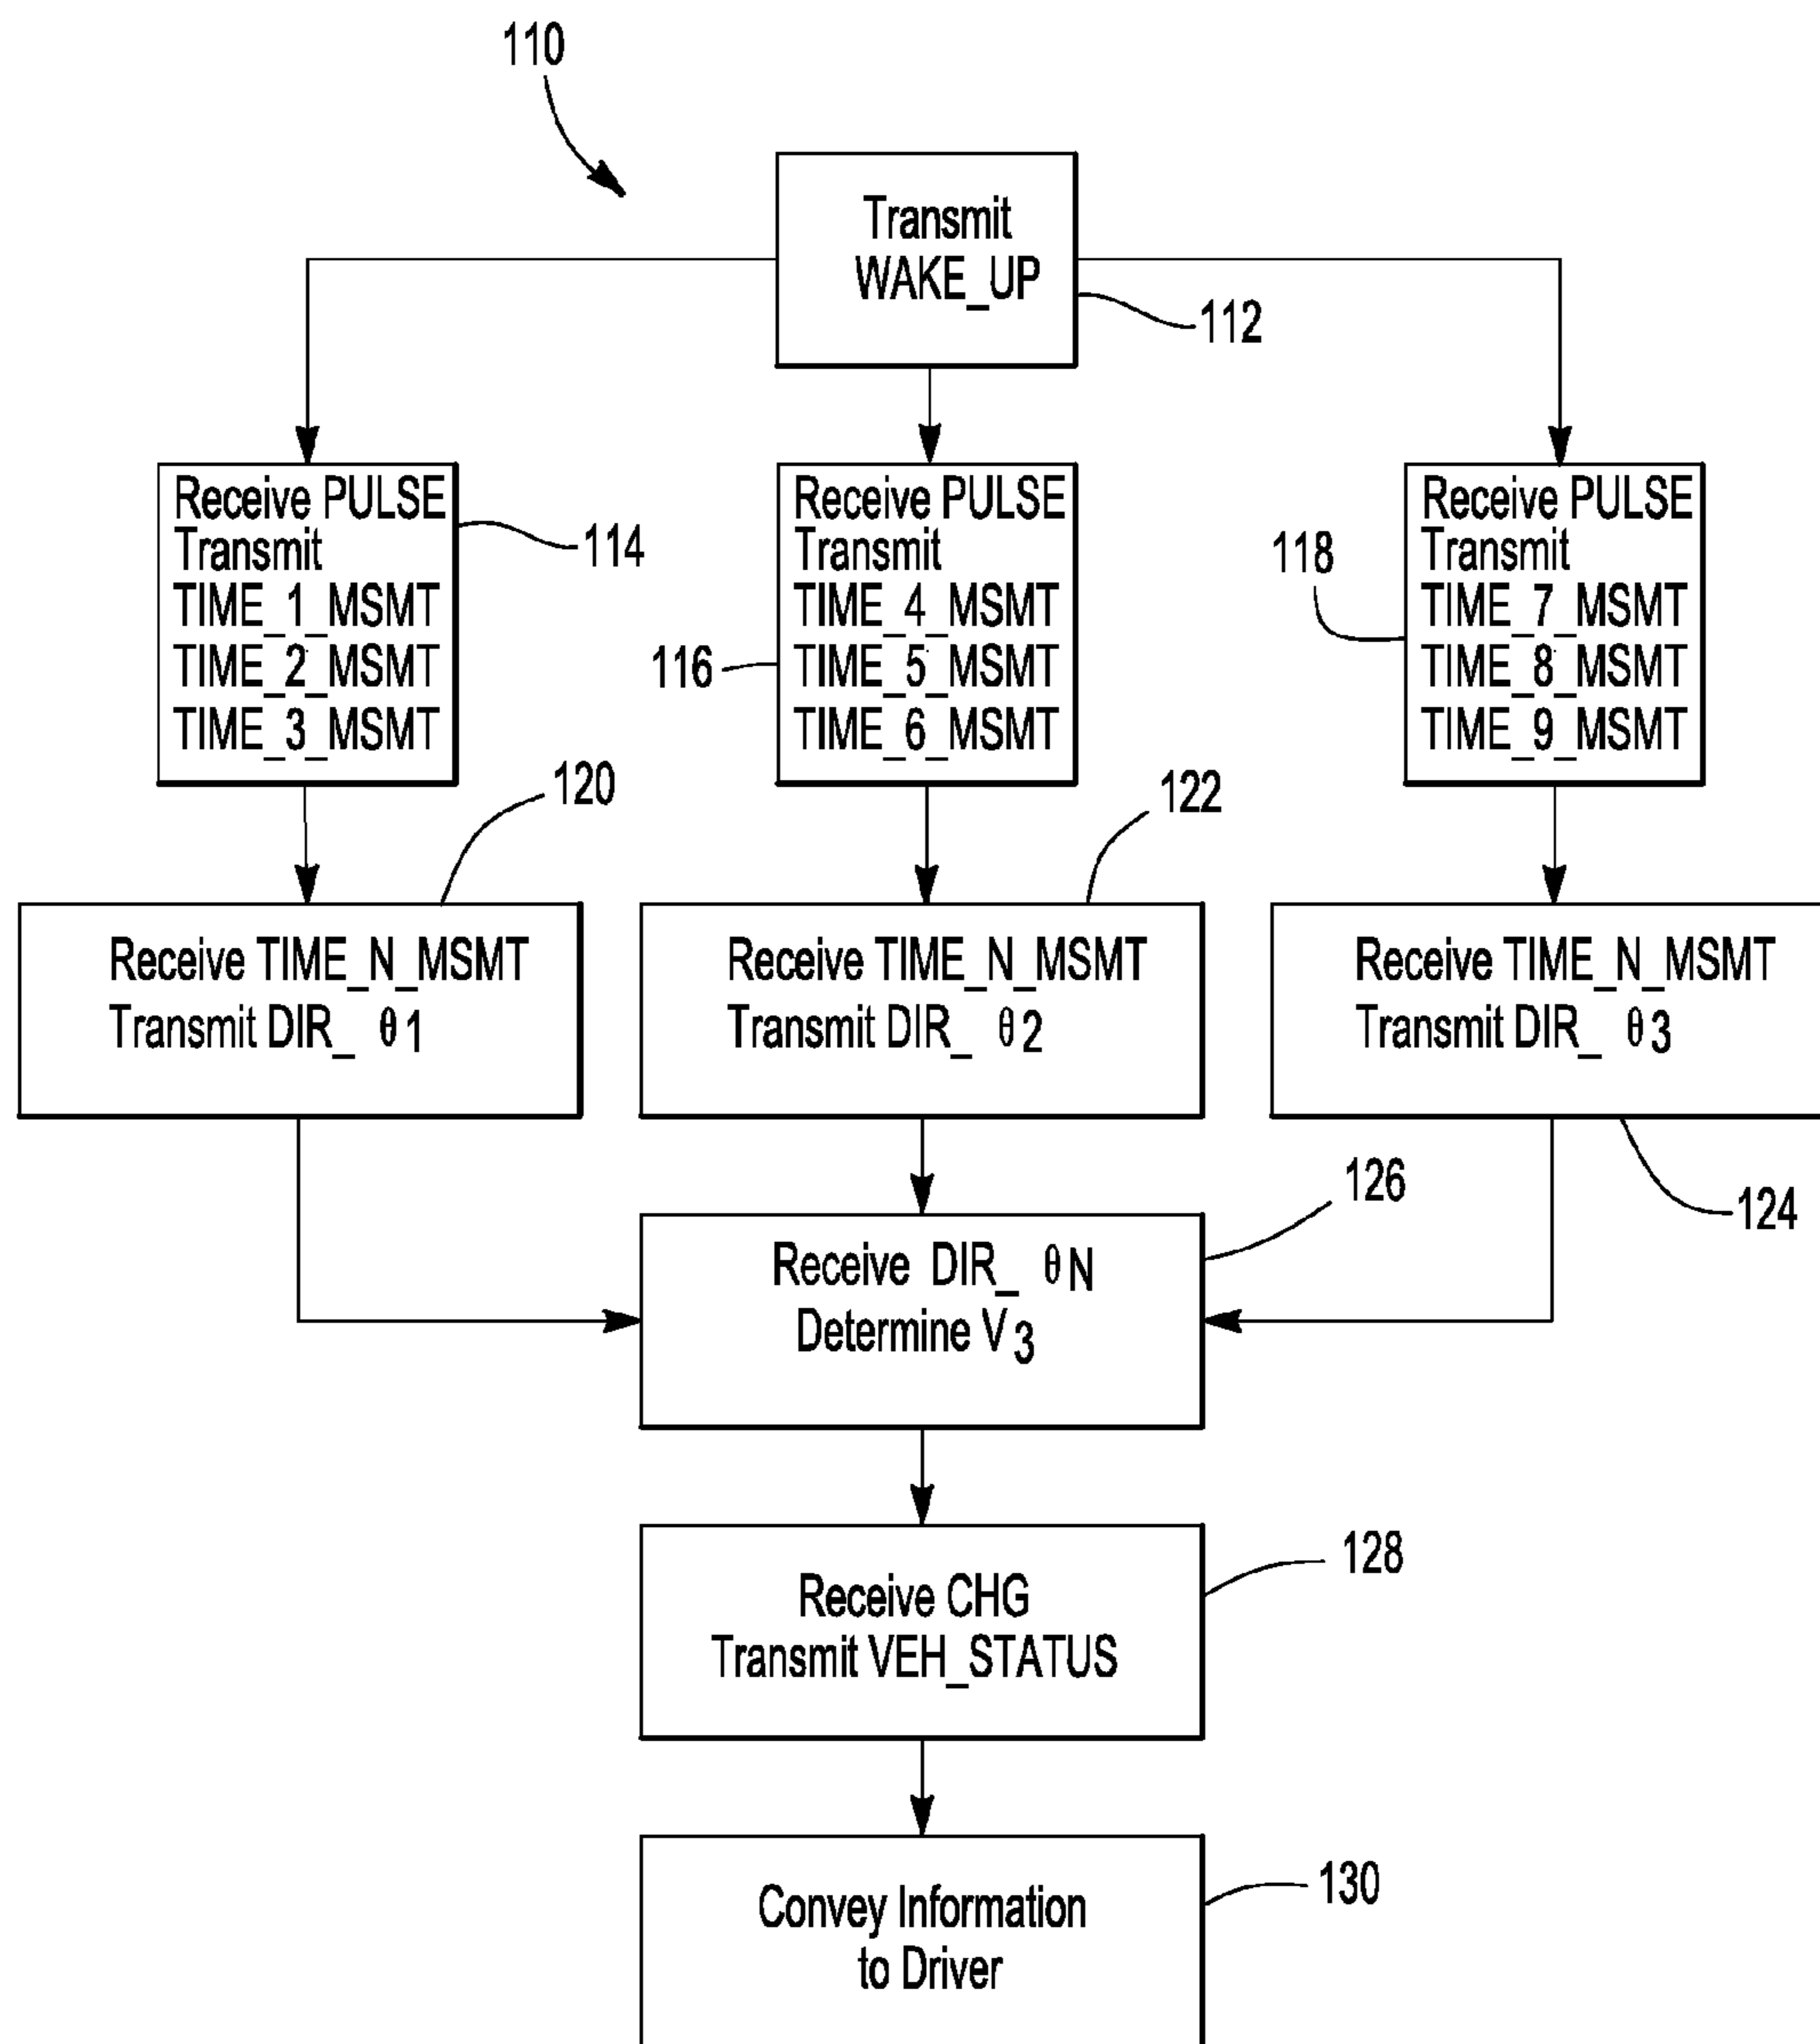 110
Transmit
WAKE_UP
112
Receive PULSE
Transmit
TIME_1_MSMT
TIME_2_MSMT
TIME_3_MSMT
114
Receive PULSE
Transmit
TIME_4_MSMT
TIME_5_MSMT
TIME_6_MSMT
116
Receive PULSE
Transmit
TIME_7_MSMT
TIME_8_MSMT
TIME_9_MSMT
118
120
Receive TIME_N_MSMT
Transmit DIR_ θ1
122
Receive TIME_N_MSMT
Transmit DIR_ θ2
Receive TIME_N_MSMT
Transmit DIR_ θ3
124
126
Receive DIR_ θN
Determine V3
128
Receive CHG
Transmit VEH_STATUS
130
Convey Information
to Driver